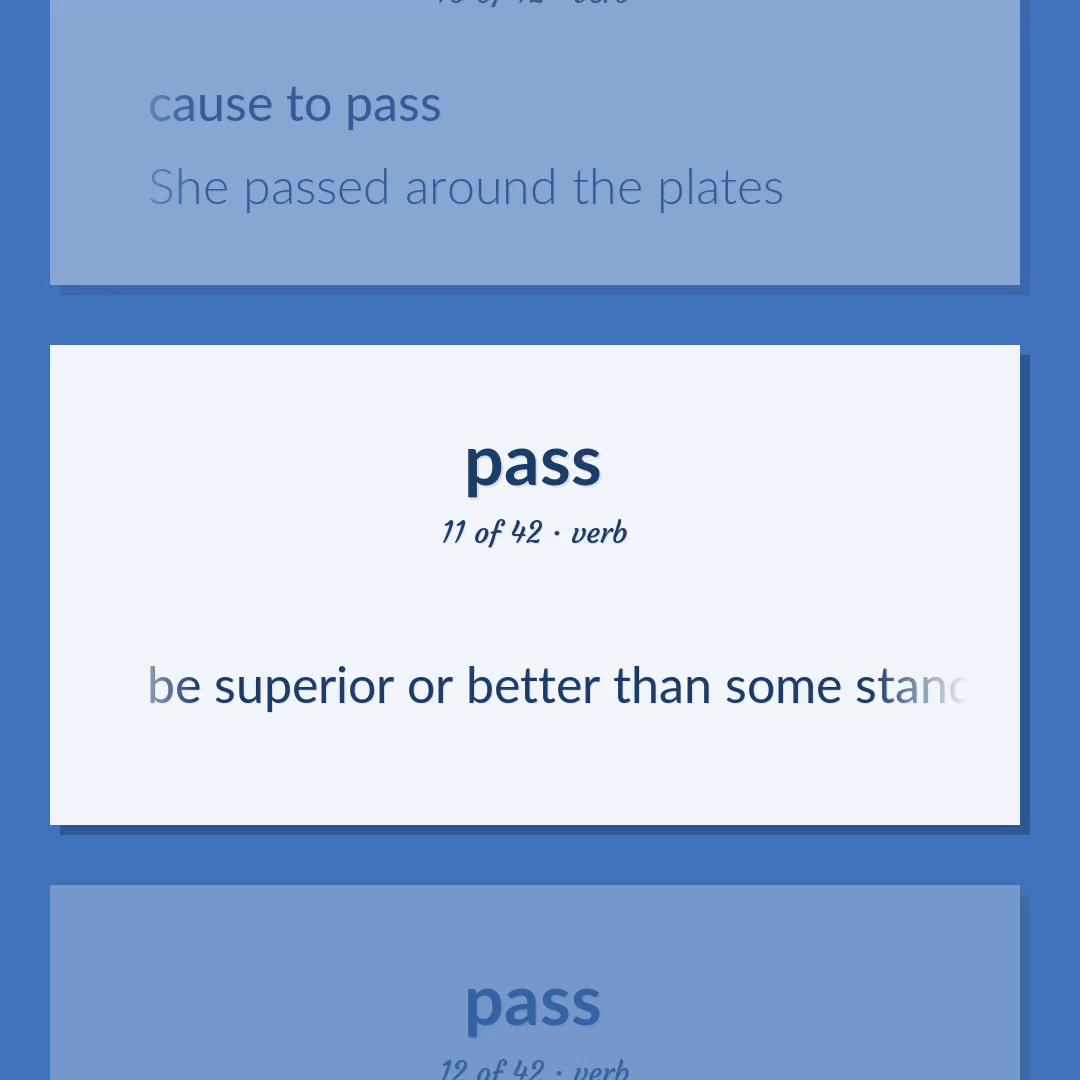 cause to pass
She passed around the plates
pass
11 of 42 · verb
be superior or better than some
pass
12 of 42 · verb